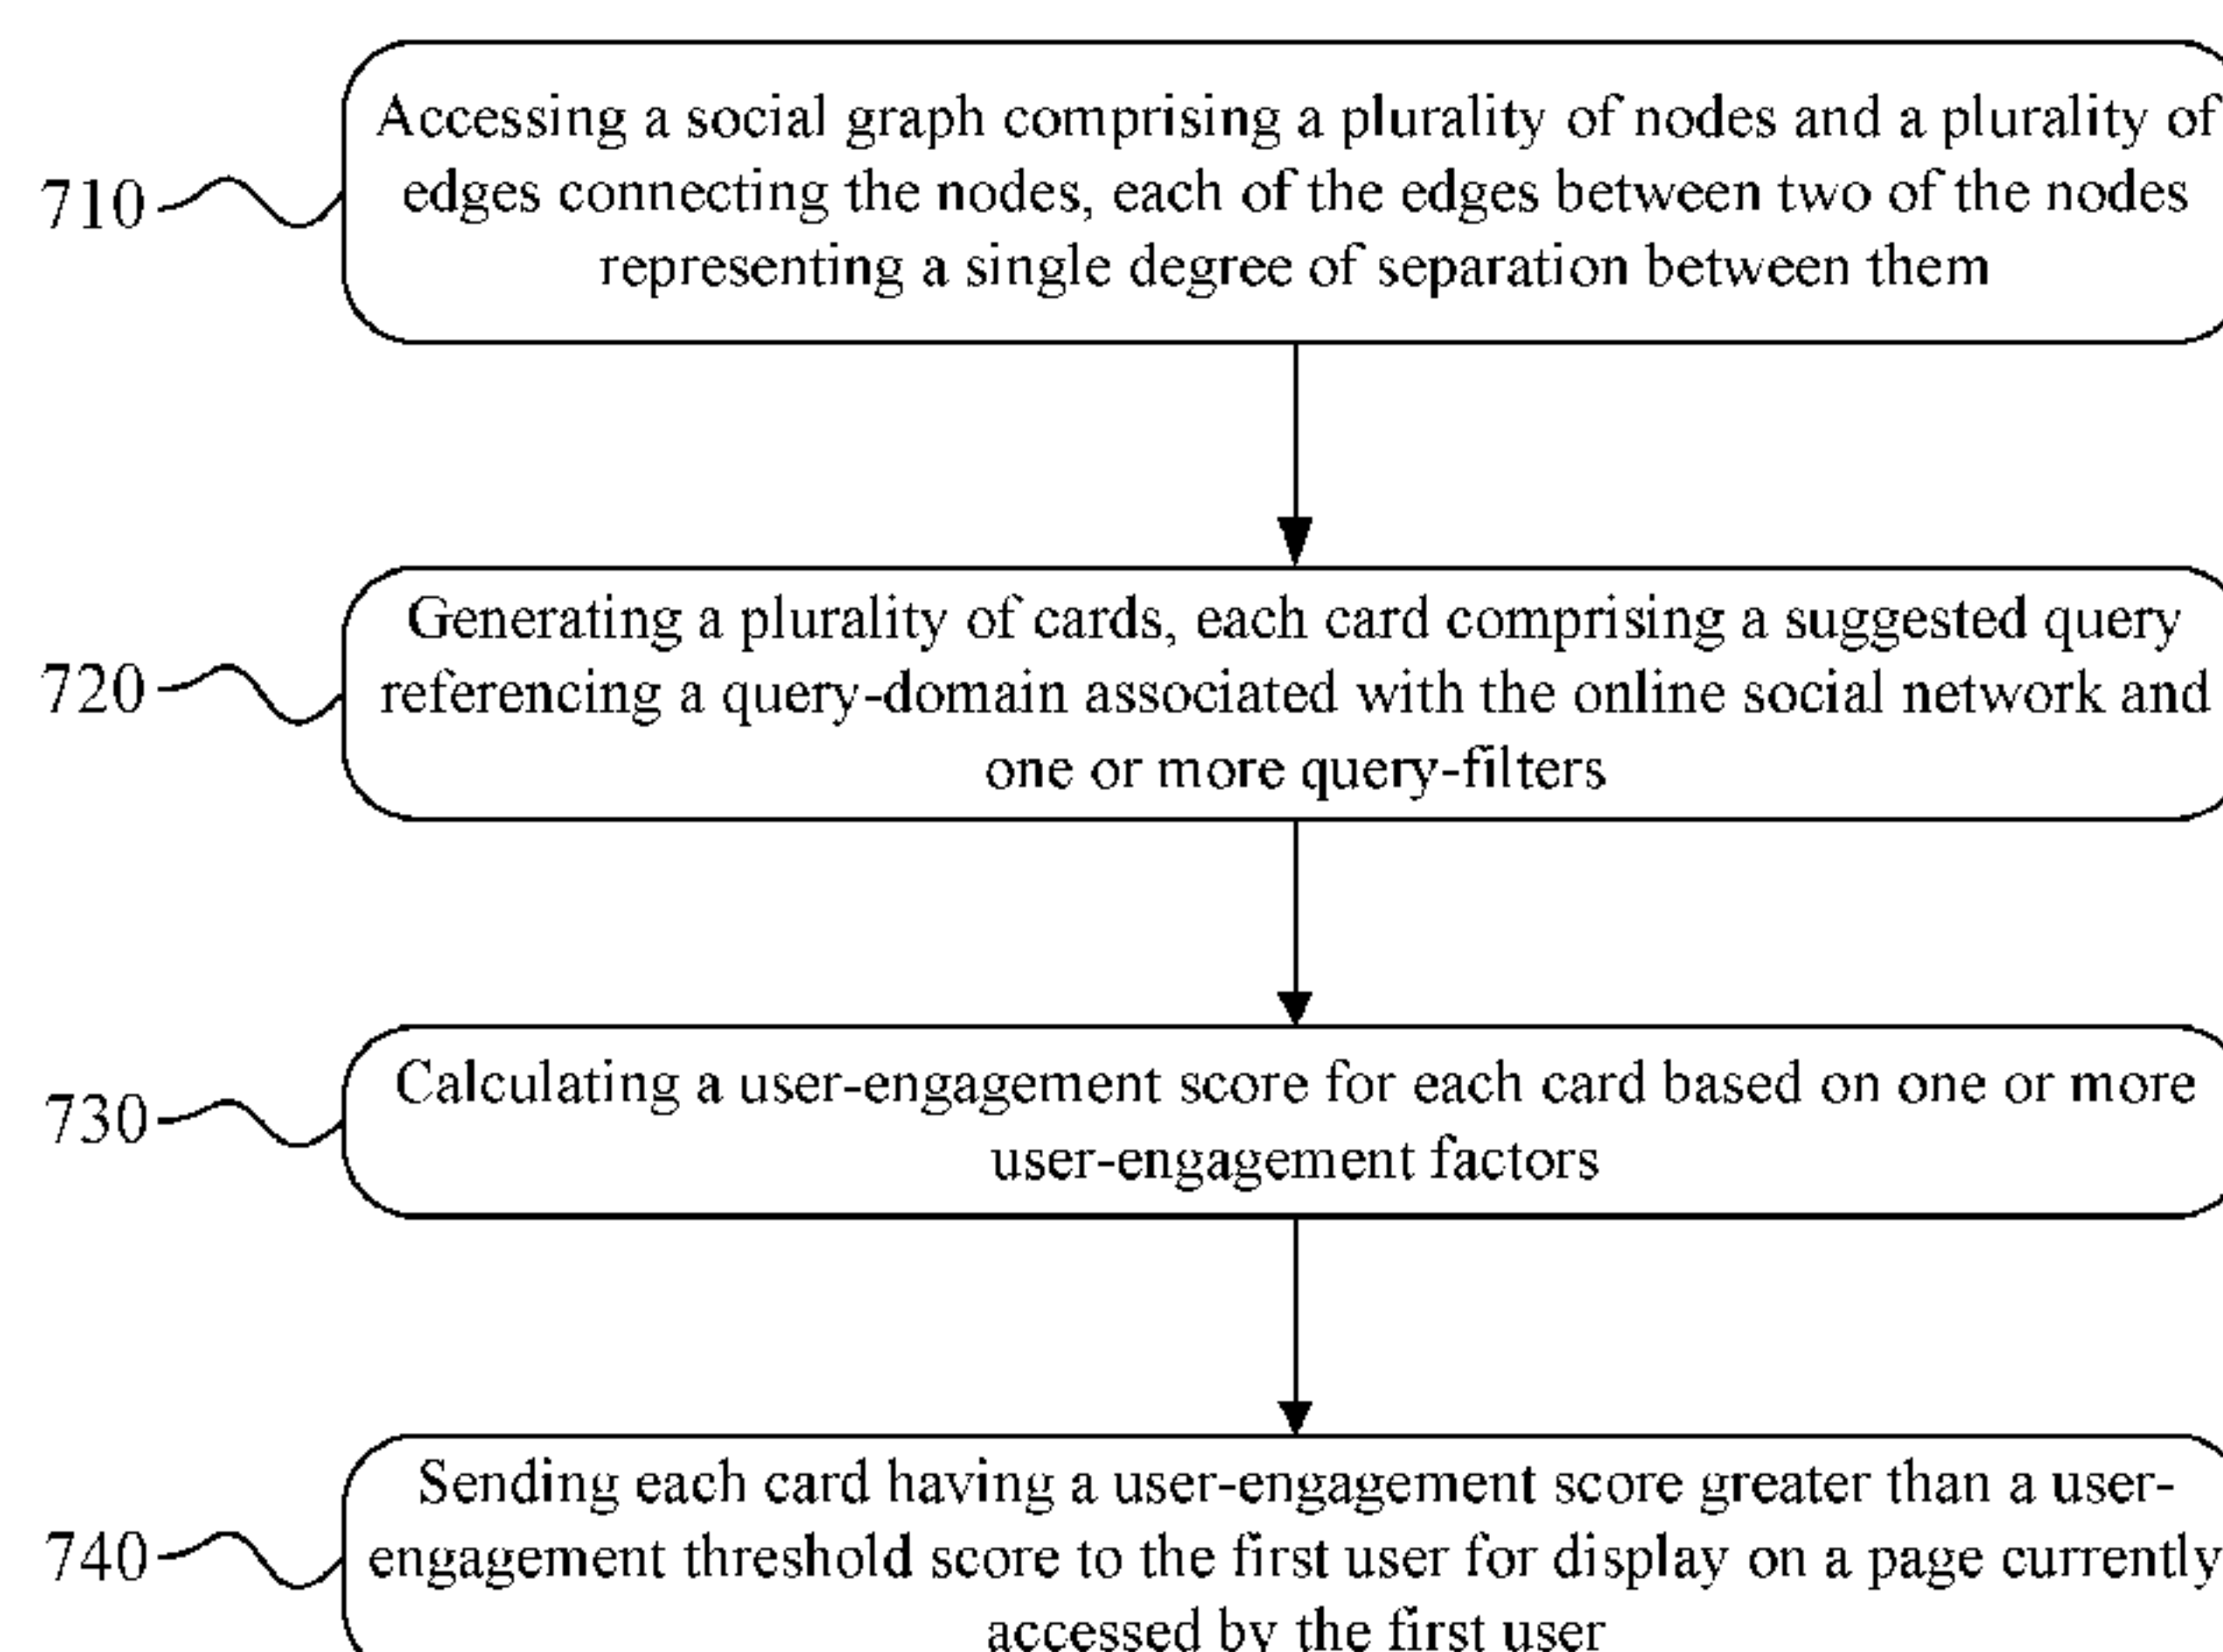 710
Accessing a social graph comprising a plurality of nodes and a plurality of
edges connecting the nodes, each of the edges between two of the nodes
representing a single degree of separation between them
720
Generating a plurality of cards, each card comprising a suggested query
referencing a query-domain associated with the online social network and
one or more query-filters
730
Calculating a user-engagement score for each card based on one or more
user-engagement factors
740
Sending each card having a user-engagement score greater than a user-
engagement threshold score to the first user for display on a page currently
accessed by the first user